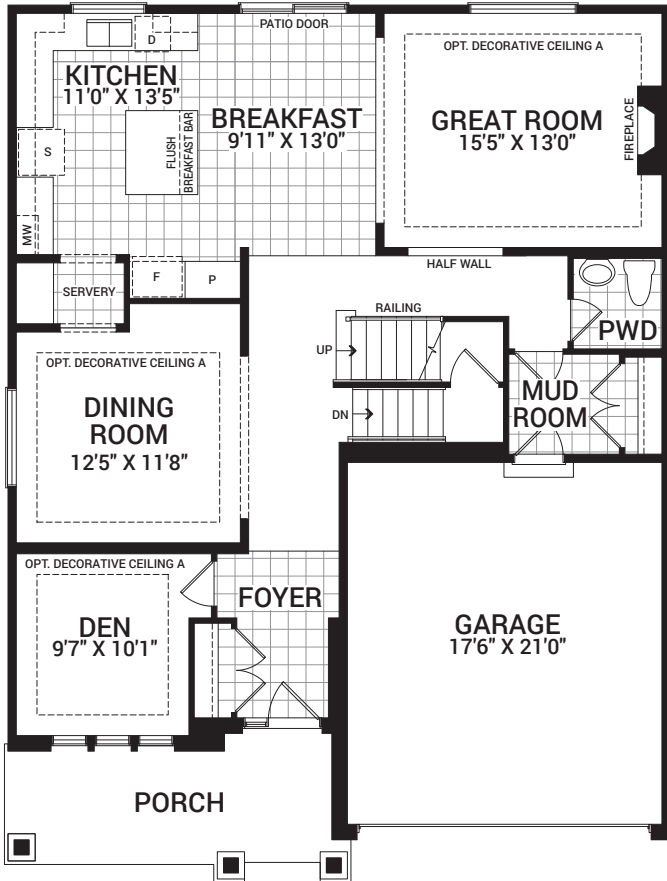 PATIO DOOR
D
KITCHEN
11'0" X 13'5"
S
MW
FLUSH
BREAKFAST BAR
BREAKFAST
9'11" X 13'0"
OPT. DECORATIVE CEILING A
GREAT ROOM
15'5" X 13'0"
FIREPLACE
HALF WALL
SERVERY
F
P
RAILING
UP
DN
PWD
MUD
ROOM
OPT. DECORATIVE CEILING A
DINING
ROOM
12'5" X 11'8"
OPT. DECORATIVE CEILING A
DEN
9'7" X 10'1"
FOYER
GARAGE
17'6" X 21'0"
PORCH